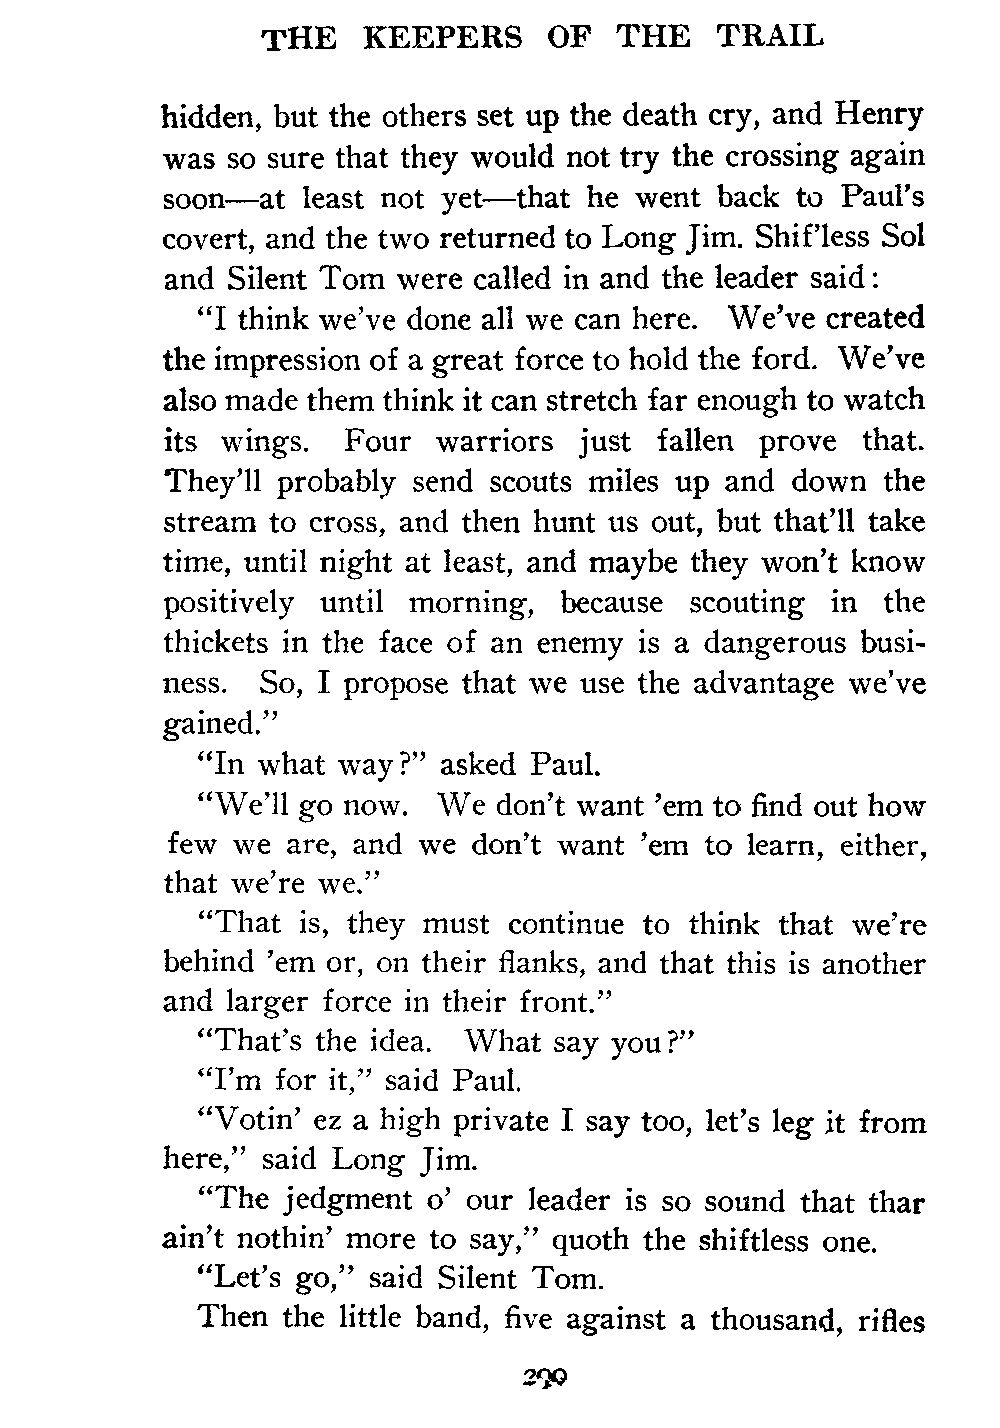 THE KEEPERS OF THE TRAIL
hidden, but the others set up the death cry, and Henry
was so sure that they would not try the crossing again
soon—at least not yet—that he went back to Paul's
covert, and the two returned to Long Jim. Shif'less Sol
and Silent Tom were called in and the leader said:
"I think we've done all we can here. We've created
the impression of a great force to hold the ford. We've
also made them think it can stretch far enough to watch
its wings. Four warriors just fallen prove that.
They'll probably send scouts miles up and down the
stream to cross, and then hunt us out, but that'll take
time, until night at least, and maybe they won't know
positively until morning, because scouting in the
thickets in the face of an enemy is a dangerous busi-
ness. So, I propose that we use the advantage we've
gained."
"In what way?" asked Paul.
"We'll go now. We don't want 'em to find out how
few we are, and we don't want 'em to learn, either,
that we're we."
"That is, they must continue to think that we're
behind 'em or, on their flanks, and that this is another
and larger force in their front."
"That's the idea. What say you?"
"I'm for it," said Paul.
"Votin' ez a high private I say too, let's leg it from
here," said Long Jim.
"The jedgment o' our leader is so sound that thar
ain't nothin' more to say," quoth the shiftless one.
"Let's go," said Silent Tom.
Then the little band, five against a thousand, rifles